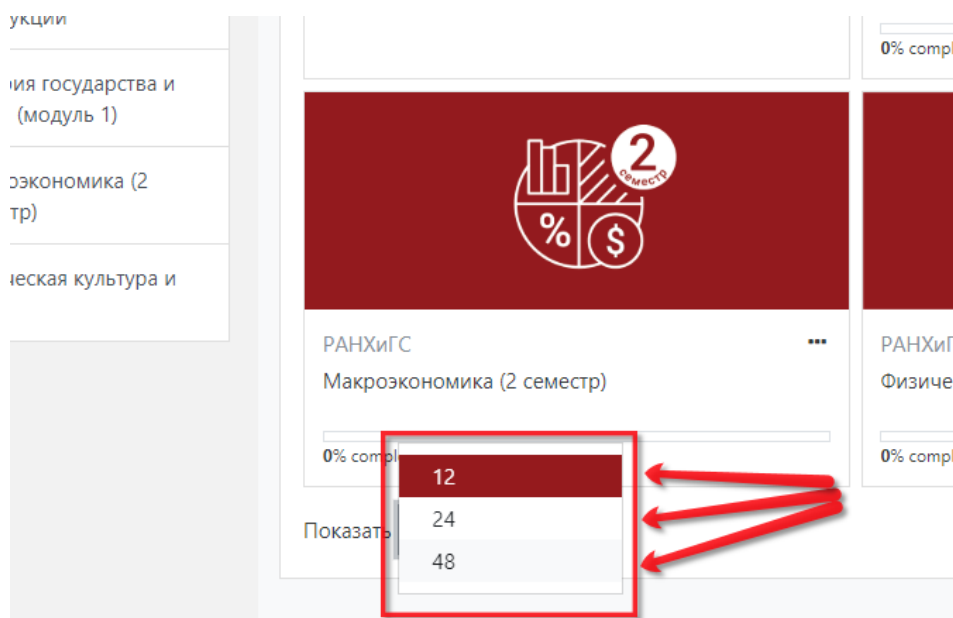 укции
ия государства и
(модуль 1)
оэкономика (2
тр)
ческая культура и
0% compl
2
семестр
%
$
РАНХиГС
Макроэкономика (2 семестр)
0% compl
Показать
12
24
48
РАНХиГ
Физиче
0% compl